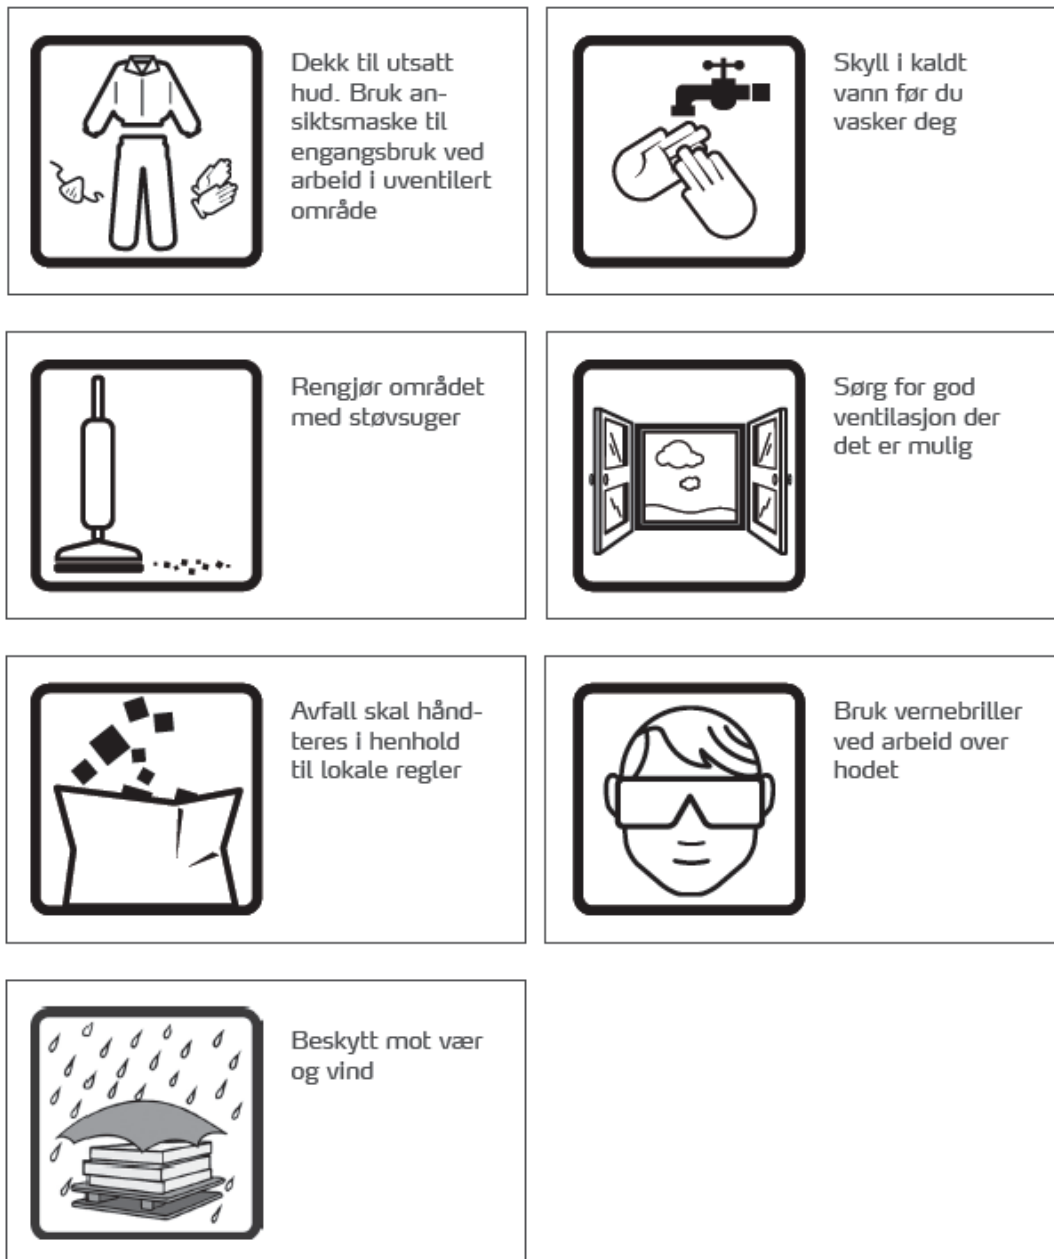 Dekk til utsatt
hud. Bruk an-
siktsmaske til
engangsbruk ved
arbeid i uventilert
område
Skyll i kaldt
vann før du
vasker deg
Rengjør området
med støvsuger
Sørg for god
ventilasjon der
det er mulig
Avfall skal hånd-
teres i henhold
til lokale regler
Bruk vernebriller
ved arbeid over
hodet
Beskytt mot vær
og vind